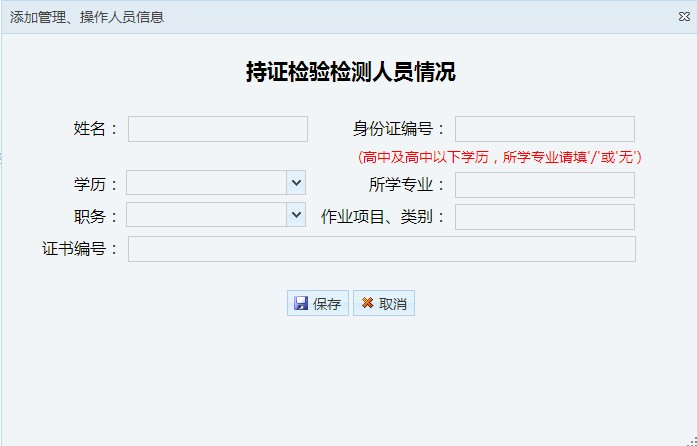 添加管理、操作人员信息
持证检验检测人员情况
姓名： 身份证编号：
(高中及高中以下学历，所学专业请填'/'或'无')
学历： 所学专业：
职务： 作业项目、类别：
证书编号：
保存 取消